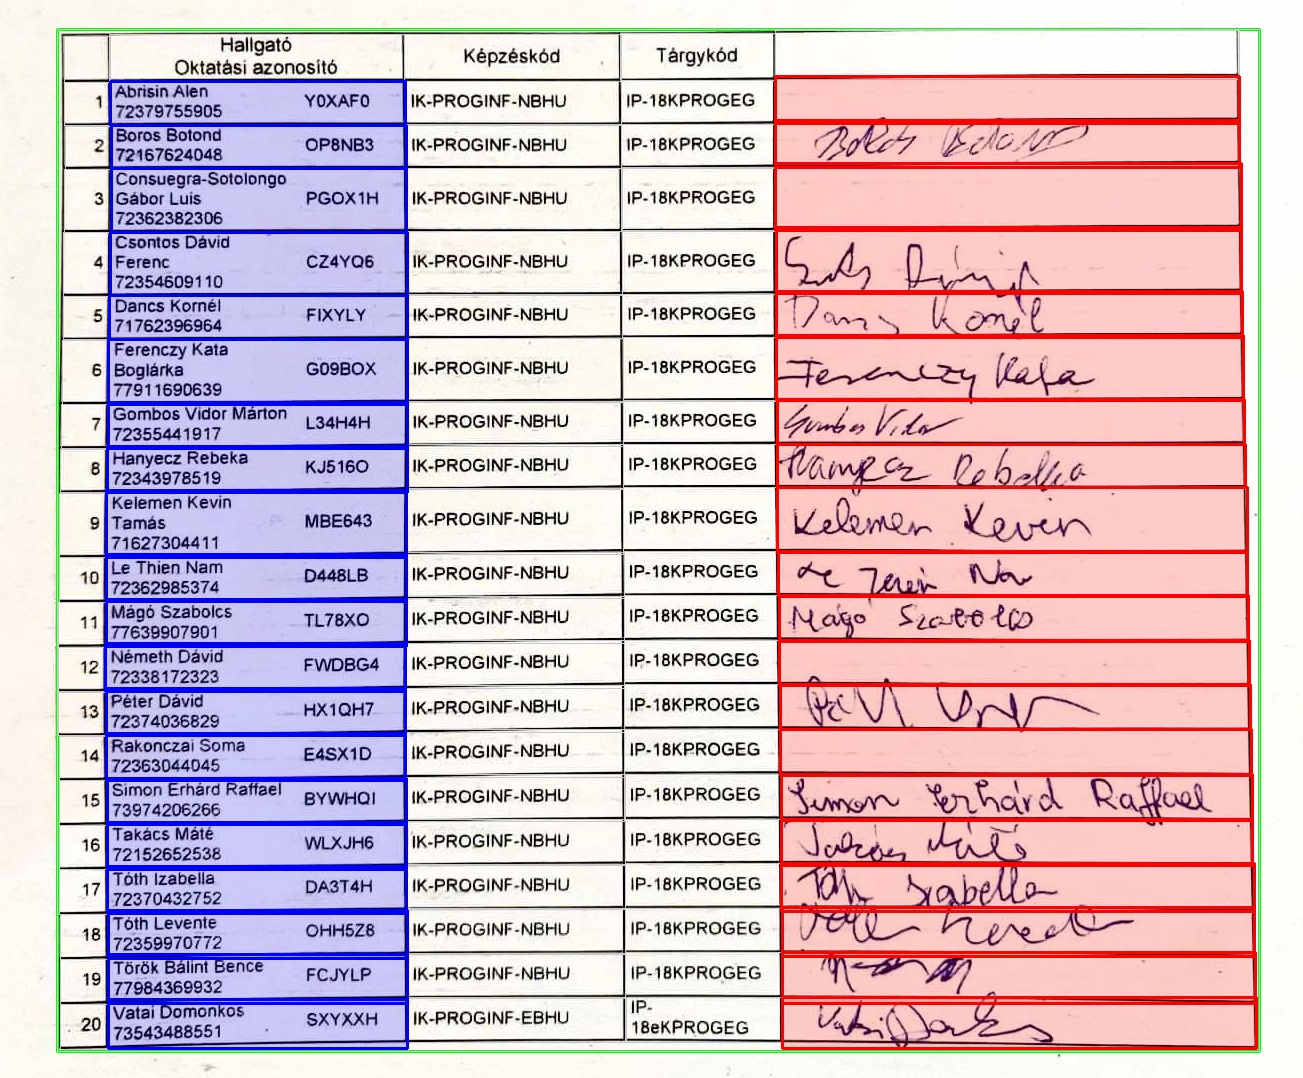 Hallgató
Oktatási azonosító Képzéskód Tárgykód
1 Abrisin Alen 72379755905 Y0XAF0 IK-PROGINF-NBHU IP-18KPROGEG
2 Boros Botond 72167624048 OP8NB3 IK-PROGINF-NBHU IP-18KPROGEG Boros Botond
3 Consuegra-Sotolongo Gábor Luis 72362382306 PGOX1H IK-PROGINF-NBHU IP-18KPROGEG
4 Csontos Dávid Ferenc 72354609110 CZ4YQ6 IK-PROGINF-NBHU IP-18KPROGEG
5 Dancs Kornél 71762396964 FIXYLY IK-PROGINF-NBHU IP-18KPROGEG Dancs Kornél
6 Ferenczy Kata Boglárka 77911690639 G09BOX IK-PROGINF-NBHU IP-18KPROGEG Ferenczy Kata
7 Gombos Vidor Márton 72355441917 L34H4H IK-PROGINF-NBHU IP-18KPROGEG Gombos Vidor
8 Hanyecz Rebeka 72343978519 KJ516O IK-PROGINF-NBHU IP-18KPROGEG Hanyecz Rebeka
9 Kelemen Kevin Tamás 71627304411 MBE643 IK-PROGINF-NBHU IP-18KPROGEG Kelemen Kevin
10 Le Thien Nam 72362985374 D448LB IK-PROGINF-NBHU IP-18KPROGEG Le Thien Nam
11 Mágó Szabolcs 77639907901 TL78XO IK-PROGINF-NBHU IP-18KPROGEG Mágó Szabolcs
12 Németh Dávid 72338172323 FWDBG4 IK-PROGINF-NBHU IP-18KPROGEG
13 Péter Dávid 72374036829 HX1QH7 IK-PROGINF-NBHU IP-18KPROGEG
14 Rakonczai Soma 72363044045 E4SX1D IK-PROGINF-NBHU IP-18KPROGEG
15 Simon Erhárd Raffael 73974206266 BYWHQI IK-PROGINF-NBHU IP-18KPROGEG Simon Erhárd Raffael
16 Takács Máté 72152652538 WLXJH6 IK-PROGINF-NBHU IP-18KPROGEG Takács Máté
17 Tóth Izabella 72370432752 DA3T4H IK-PROGINF-NBHU IP-18KPROGEG Tóth Izabella
18 Tóth Levente 72359970772 OHH5Z8 IK-PROGINF-NBHU IP-18KPROGEG Tóth Levente
19 Török Bálint Bence 77984369932 FCJYLP IK-PROGINF-NBHU IP-18KPROGEG
20 Vatai Domonkos 73543488551 SXYXXH IK-PROGINF-EBHU IP-18eKPROGEG